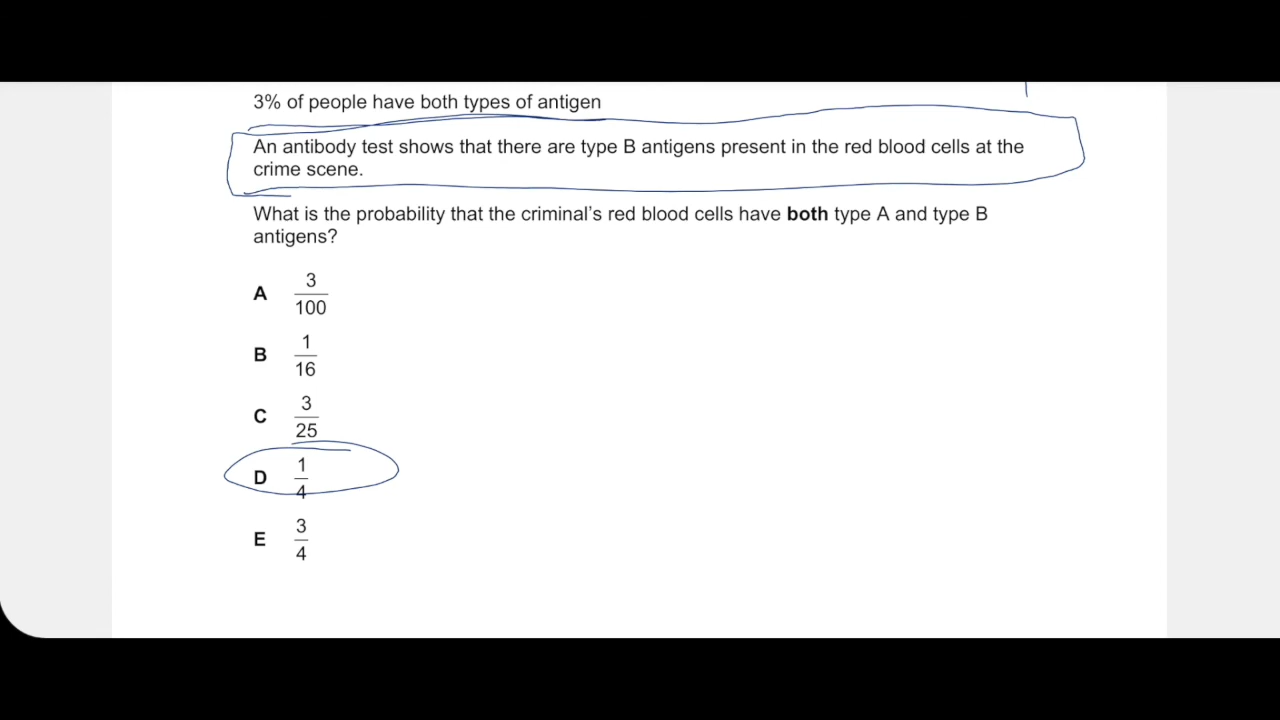 3% of people have both types of antigen
An antibody test shows that there are type B antigens present in the red blood cells at the
crime scene.
What is the probability that the criminal's red blood cells have both type A and type B
antigens?
A 3/100
B 1/16
C 3/25
D 1/4
E 3/4